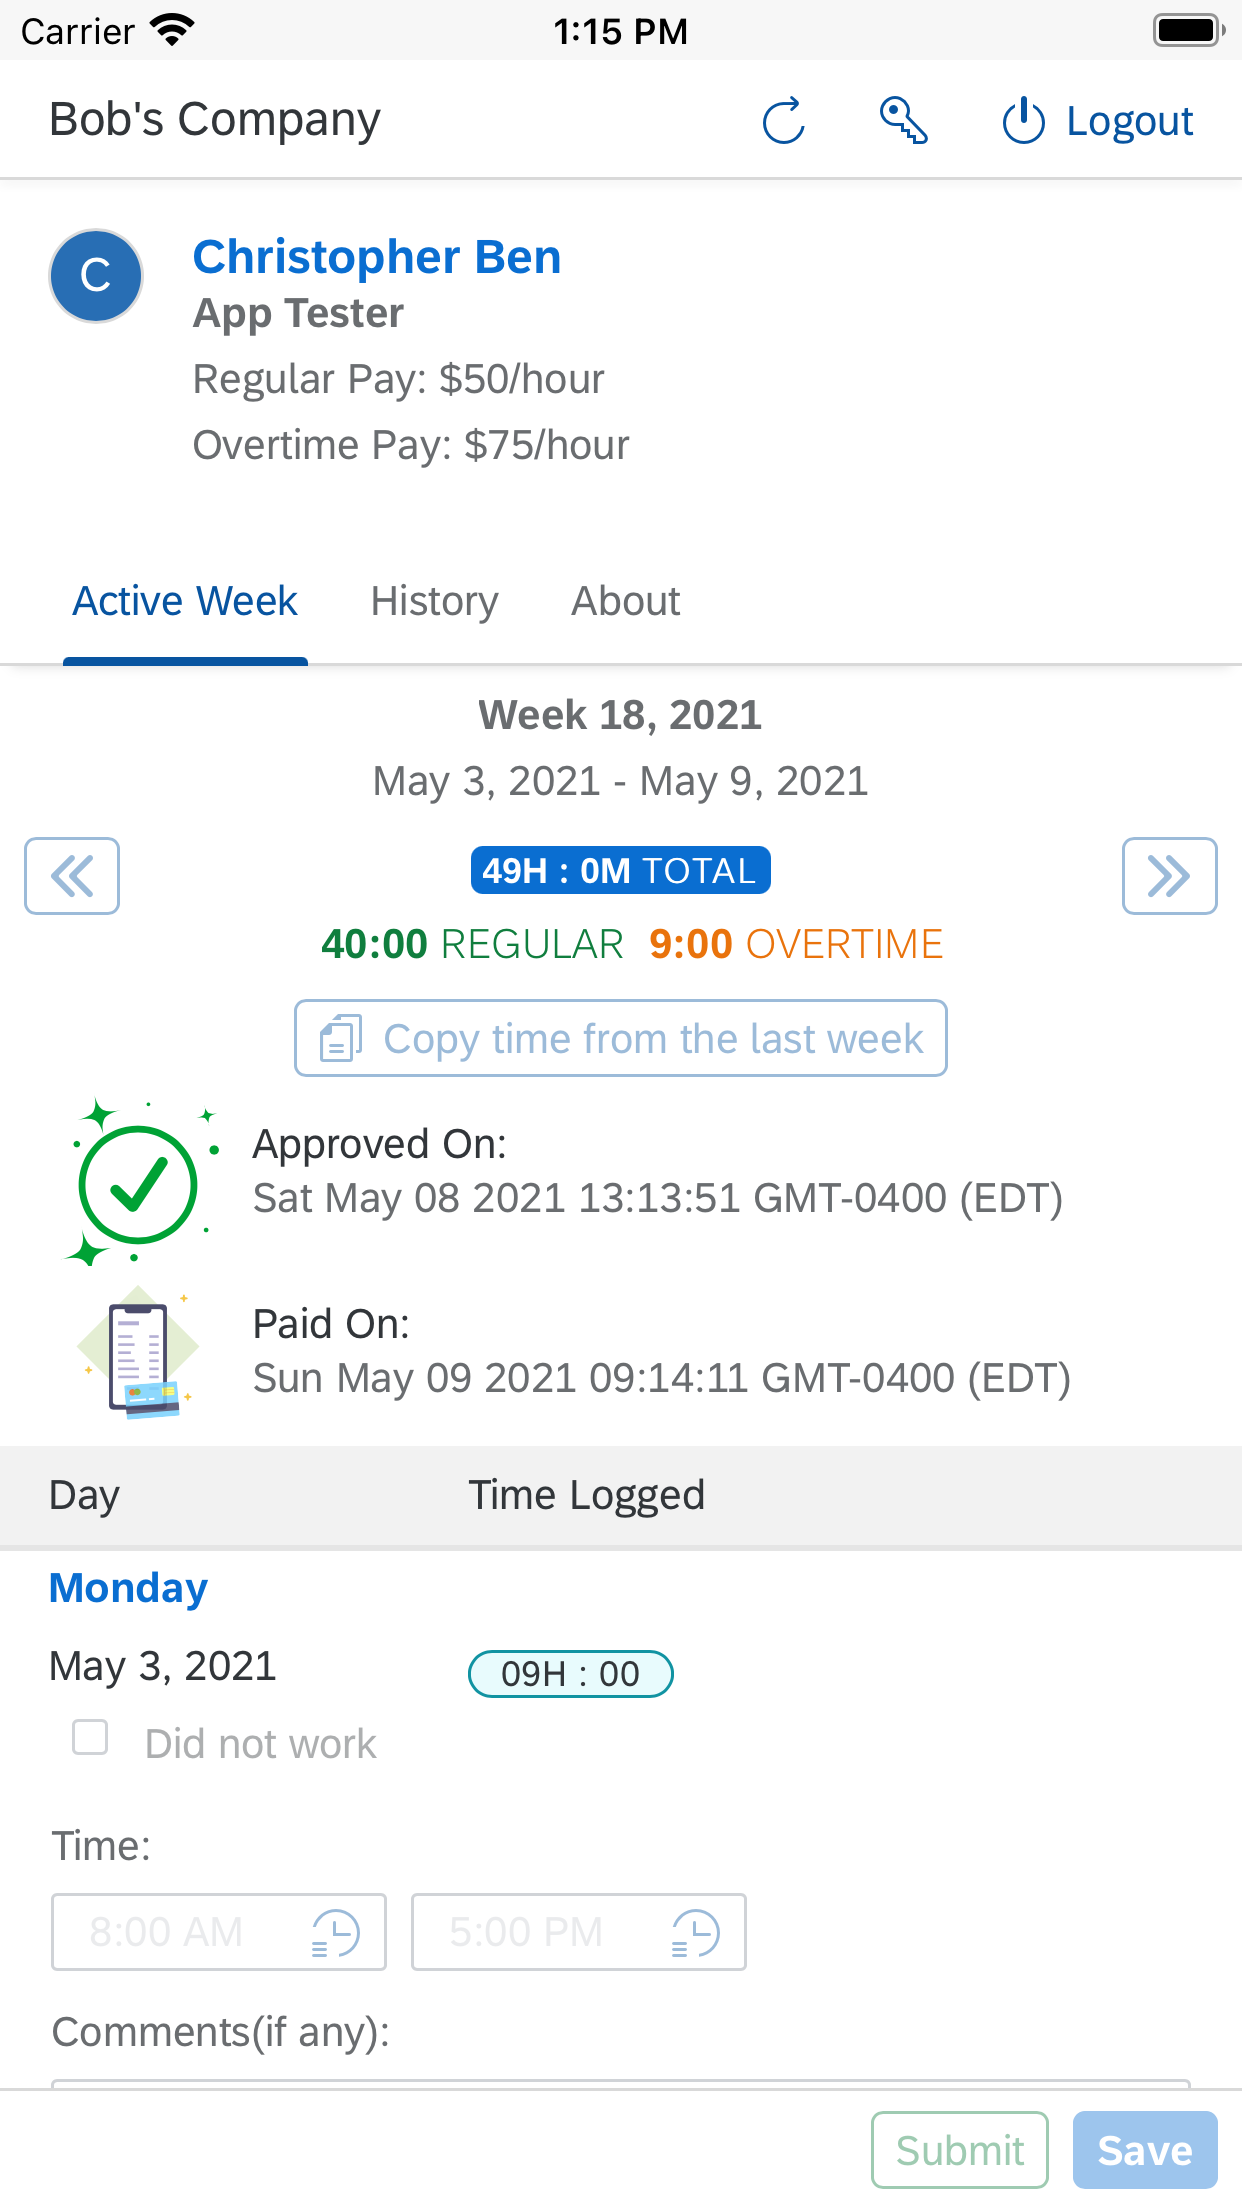 Carrier 1:15 PM
Bob's Company Logout
C
Christopher Ben
App Tester
Regular Pay: $50/hour
Overtime Pay: $75/hour
Active Week History About
Week 18, 2021
May 3, 2021 - May 9, 2021
49H : 0M TOTAL
40:00 REGULAR 9:00 OVERTIME
Copy time from the last week
Approved On:
Sat May 08 2021 13:13:51 GMT-0400 (EDT)
Paid On:
Sun May 09 2021 09:14:11 GMT-0400 (EDT)
Day Time Logged
Monday
May 3, 2021 09H : 00
Did not work
Time:
8:00 AM 5:00 PM
Comments(if any):
Submit Save